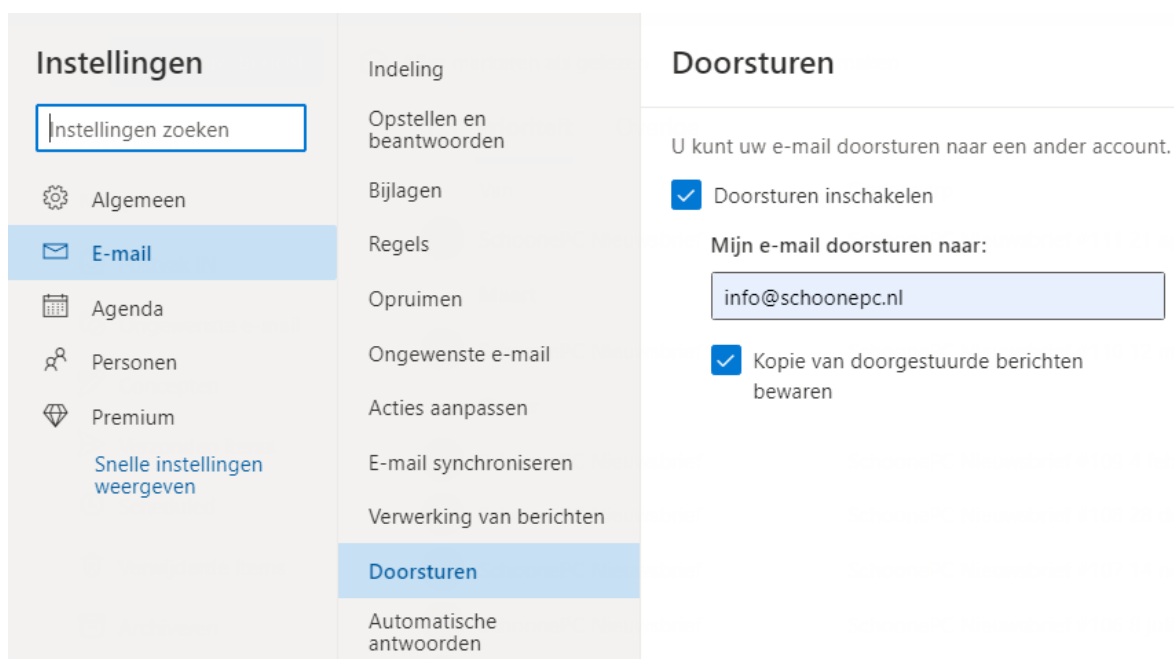 Instellingen
Instellingen zoeken
Algemeen
E-mail
Agenda
Personen
Premium
Snelle instellingen
weergeven
Indeling
Opstellen en
beantwoorden
Bijlagen
Regels
Opruimen
Ongewenste e-mail
Acties aanpassen
E-mail synchroniseren
Verwerking van berichten
Doorsturen
Automatische
antwoorden
Doorsturen
U kunt uw e-mail doorsturen naar een ander account.
Doorsturen inschakelen
Mijn e-mail doorsturen naar:
info@schoonepc.nl
Kopie van doorgestuurde berichten
bewaren